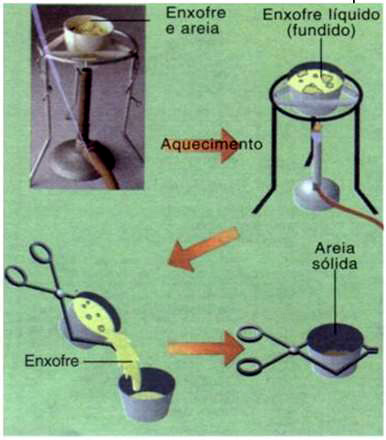 Enxofre
e areia
Enxofre líquido
(fundido)
Aquecimento
Areia
sólida
Enxofre